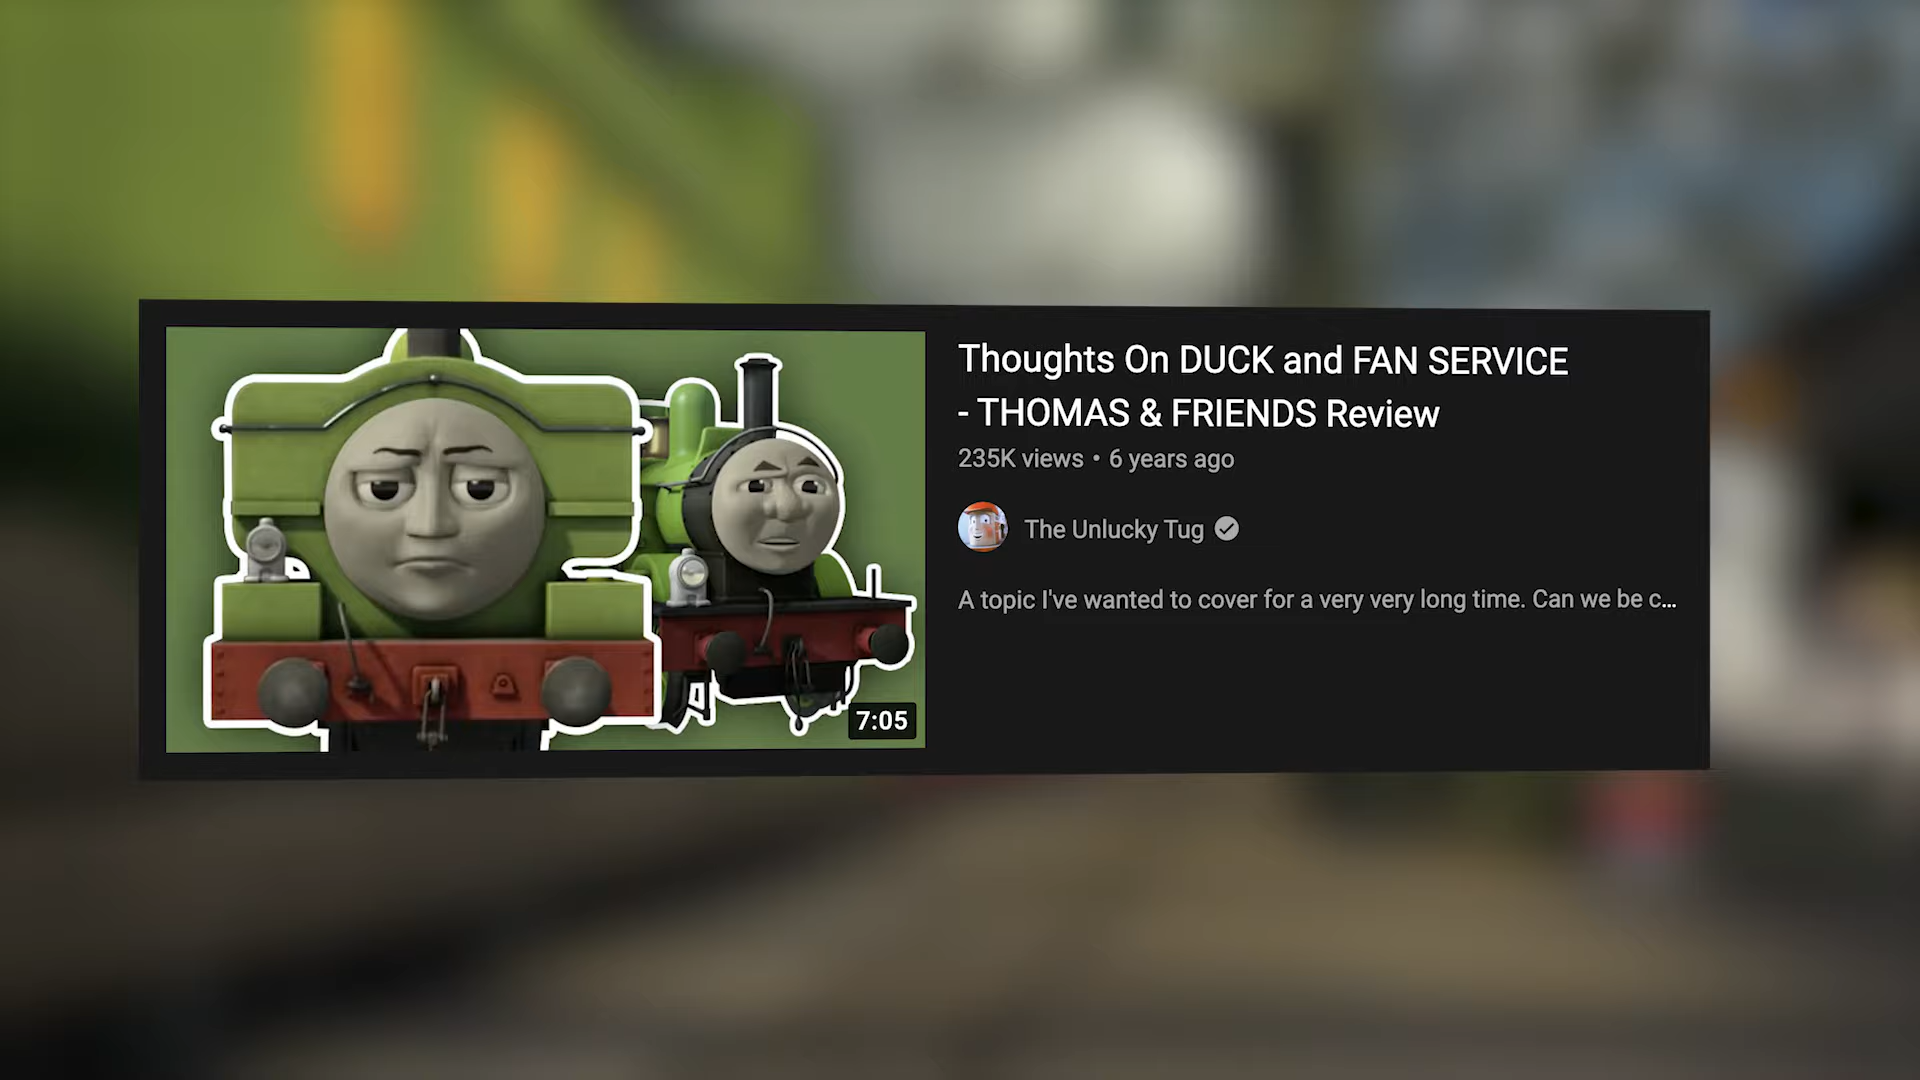 Thoughts On DUCK and FAN SERVICE
- THOMAS & FRIENDS Review
235K views • 6 years ago
The Unlucky Tug
A topic I've wanted to cover for a very very long time. Can we be c...
7:05